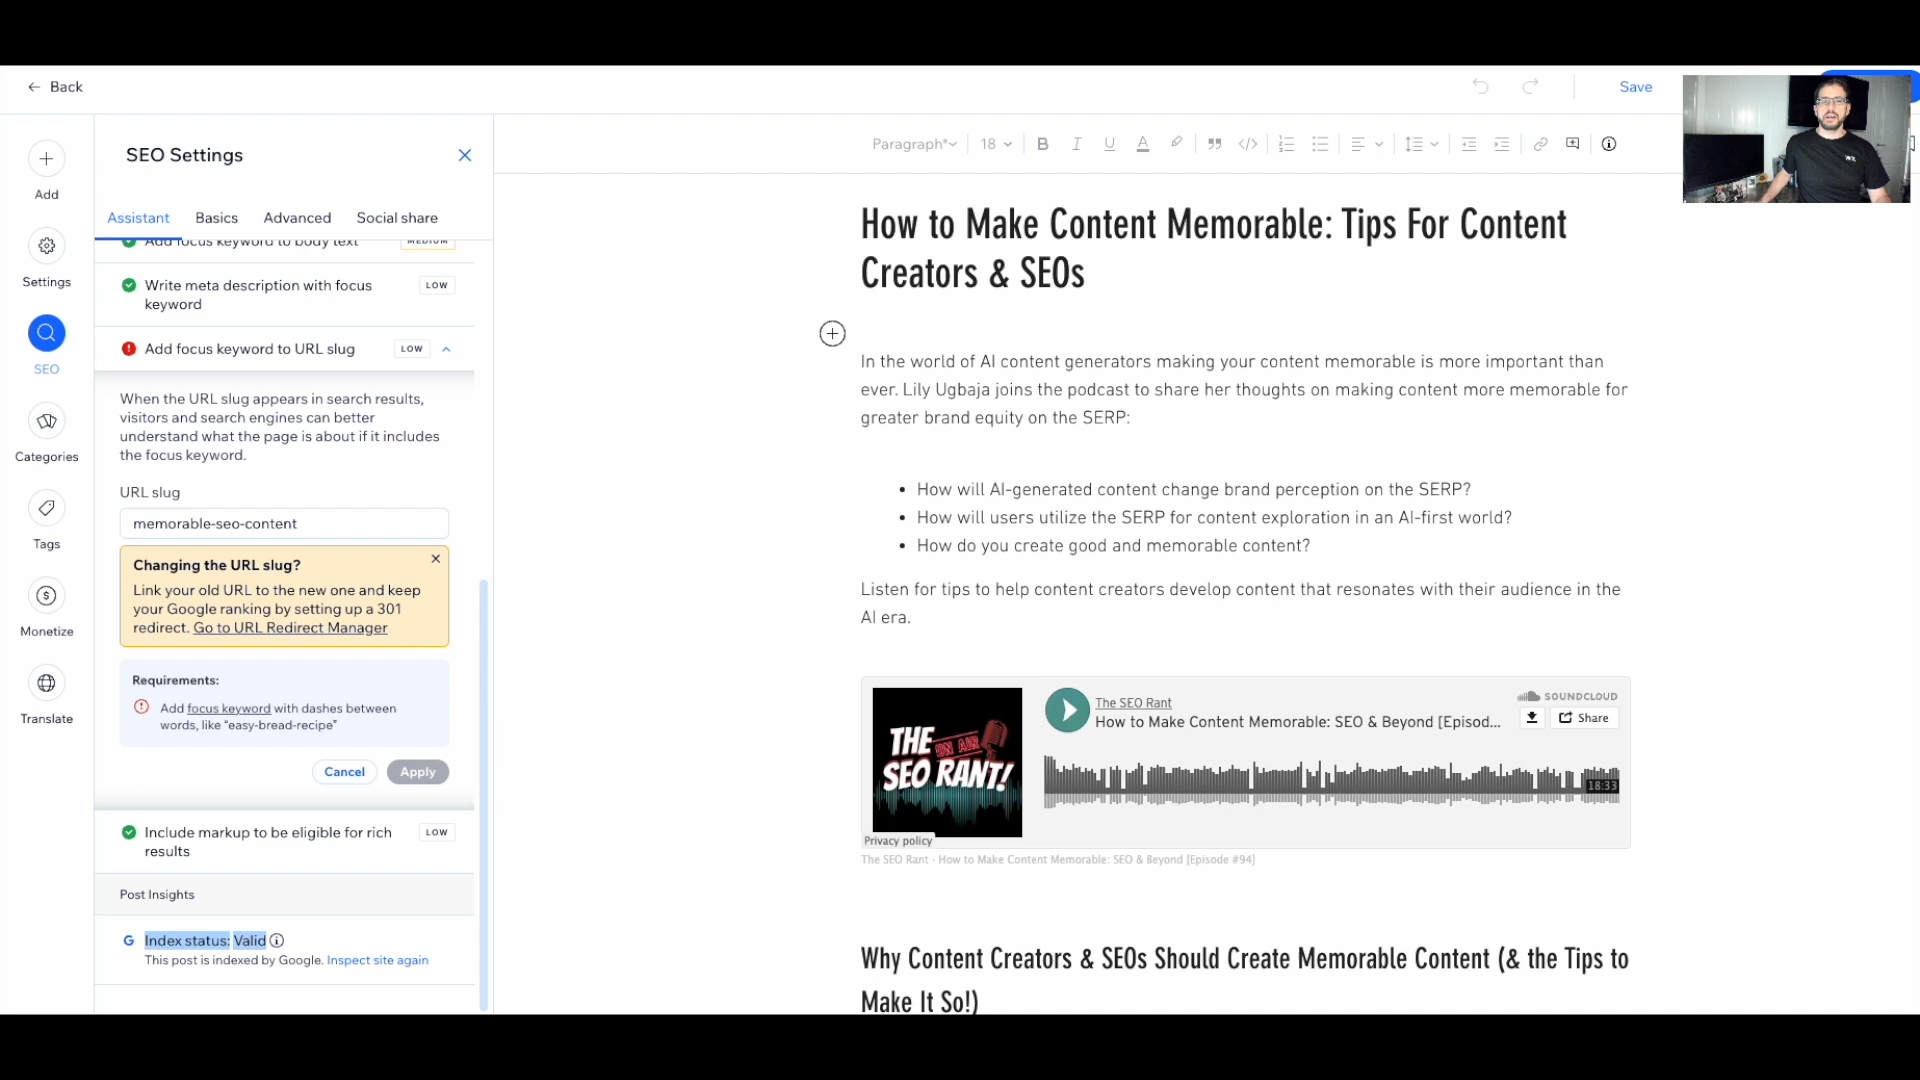 Back
Save
Add
Settings
SEO
Categories
Tags
Monetize
Translate
SEO Settings
Assistant
Basics
Advanced
Social share
Add focus keyword to body text
MEDIUM
Write meta description with focus
keyword
LOW
Add focus keyword to URL slug
LOW
When the URL slug appears in search results,
visitors and search engines can better
understand what the page is about if it includes
the focus keyword.
URL slug
memorable-seo-content
Changing the URL slug?
Link your old URL to the new one and keep
your Google ranking by setting up a 301
redirect. Go to URL Redirect Manager
Requirements:
Add focus keyword with dashes between
words, like “easy-bread-recipe”
Cancel
Apply
Include markup to be eligible for rich
results
LOW
Post Insights
G Index status: Valid
This post is indexed by Google. Inspect site again
Paragraph*
18
B I U A
How to Make Content Memorable: Tips For Content
Creators & SEOs
In the world of AI content generators making your content memorable is more important than
ever. Lily Ugbaja joins the podcast to share her thoughts on making content more memorable for
greater brand equity on the SERP:
• How will AI-generated content change brand perception on the SERP?
• How will users utilize the SERP for content exploration in an AI-first world?
• How do you create good and memorable content?
Listen for tips to help content creators develop content that resonates with their audience in the
AI era.
THE
ON AIR
SEO RANT!
Privacy policy
The SEO Rant
How to Make Content Memorable: SEO & Beyond [Episod...
SOUNDCLOUD
Share
18:33
The SEO Rant · How to Make Content Memorable: SEO & Beyond [Episode #94]
Why Content Creators & SEOs Should Create Memorable Content (& the Tips to
Make It So!)